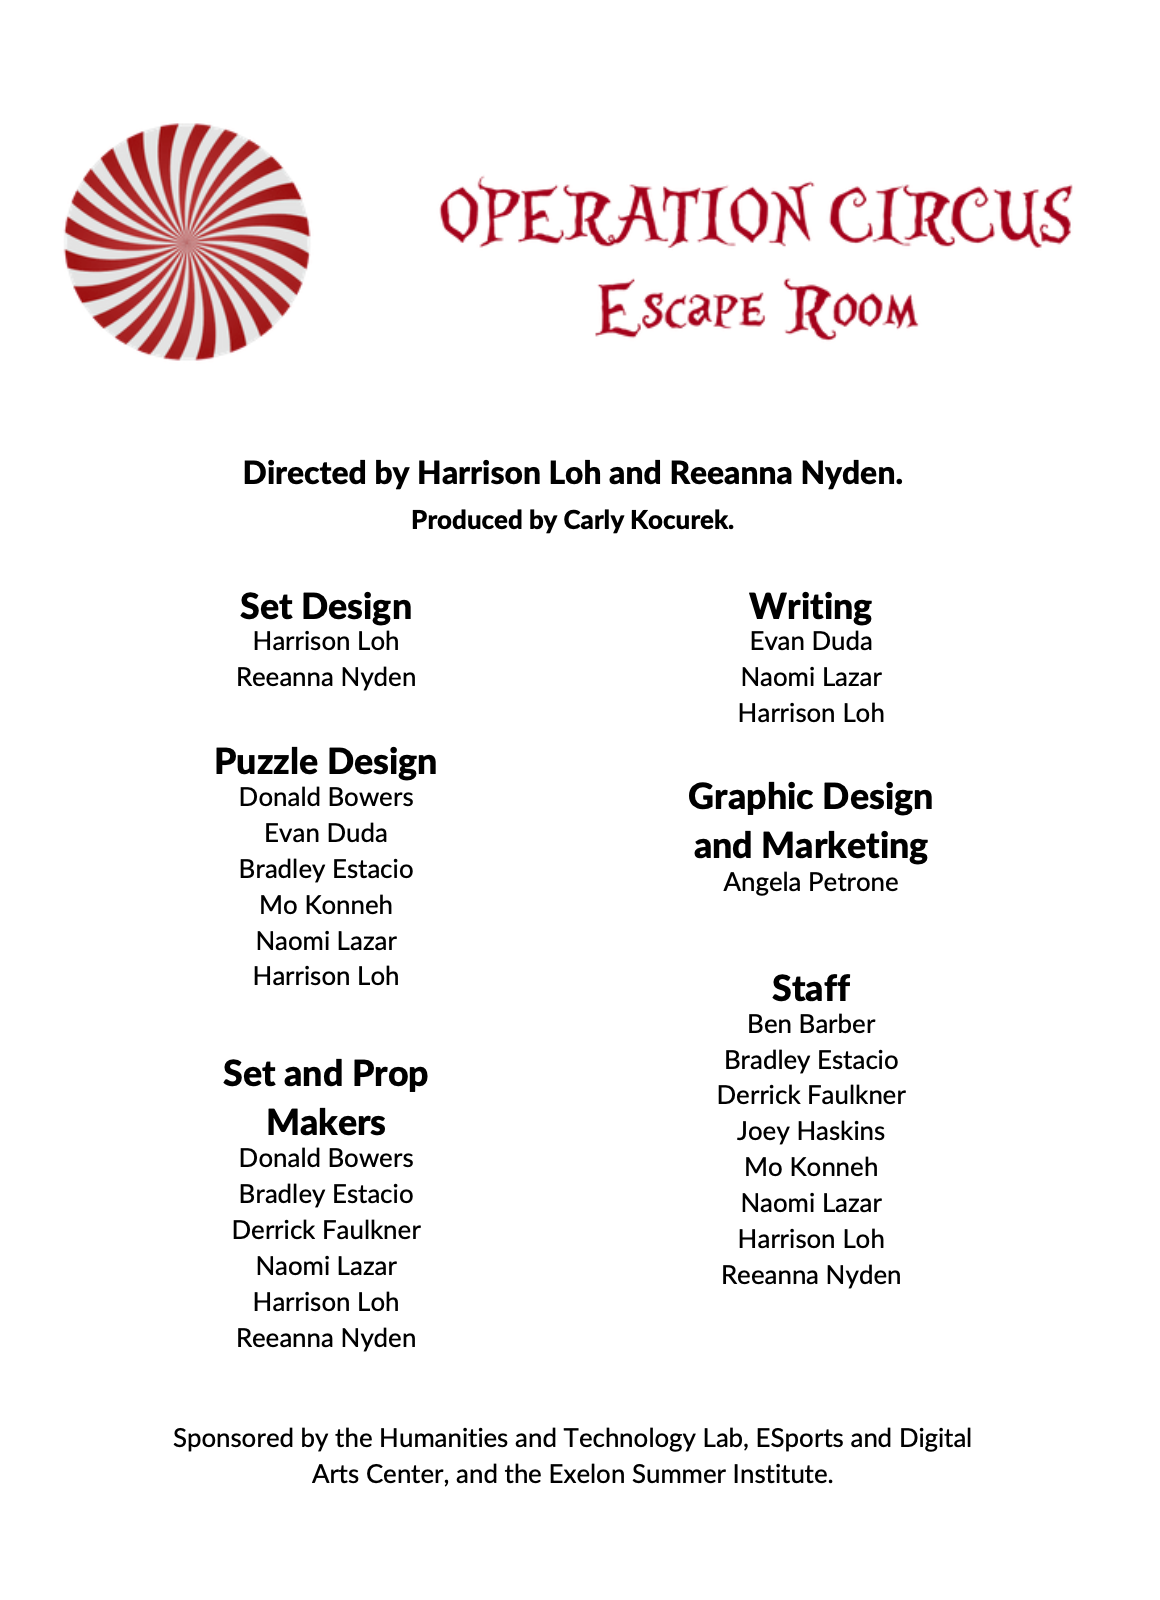 OPERATION CIRCUS
ESCAPE ROOM
Directed by Harrison Loh and Reeanna Nyden.
Produced by Carly Kocurek.
Set Design
Harrison Loh
Reeanna Nyden
Puzzle Design
Donald Bowers
Evan Duda
Bradley Estacio
Mo Konneh
Naomi Lazar
Harrison Loh
Set and Prop
Makers
Donald Bowers
Bradley Estacio
Derrick Faulkner
Naomi Lazar
Harrison Loh
Reeanna Nyden
Writing
Evan Duda
Naomi Lazar
Harrison Loh
Graphic Design
and Marketing
Angela Petrone
Staff
Ben Barber
Bradley Estacio
Derrick Faulkner
Joey Haskins
Mo Konneh
Naomi Lazar
Harrison Loh
Reeanna Nyden
Sponsored by the Humanities and Technology Lab, ESports and Digital
Arts Center, and the Exelon Summer Institute.